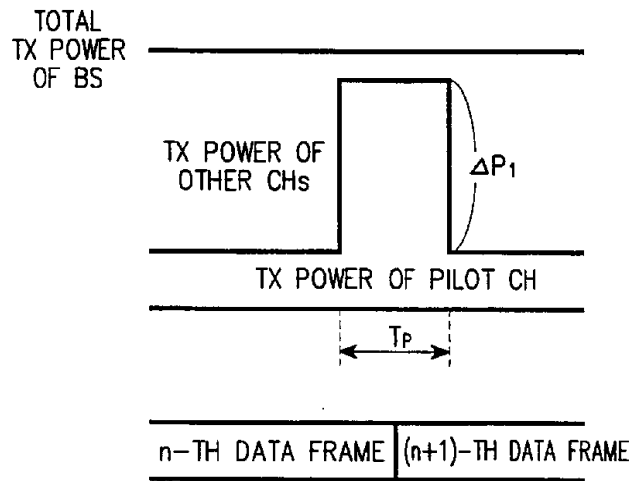 TOTAL
TX POWER
OF BS
TX POWER OF
OTHER CHs
ΔP1
TX POWER OF PILOT CH
TP
n-TH DATA FRAME
(n+1)-TH DATA FRAME